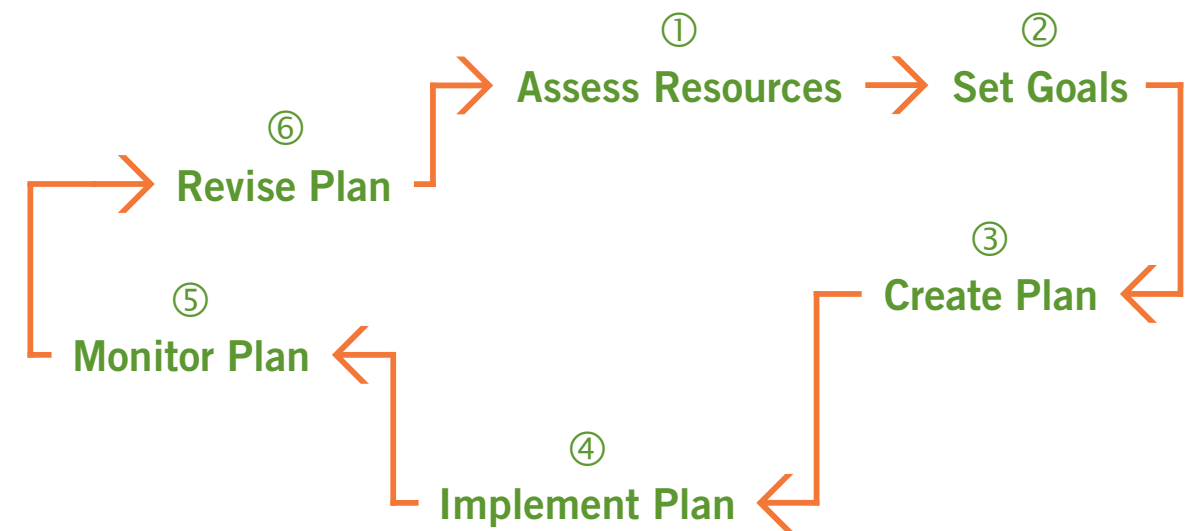 ①
Assess Resources
②
Set Goals
③
Create Plan
④
Implement Plan
⑤
Monitor Plan
⑥
Revise Plan